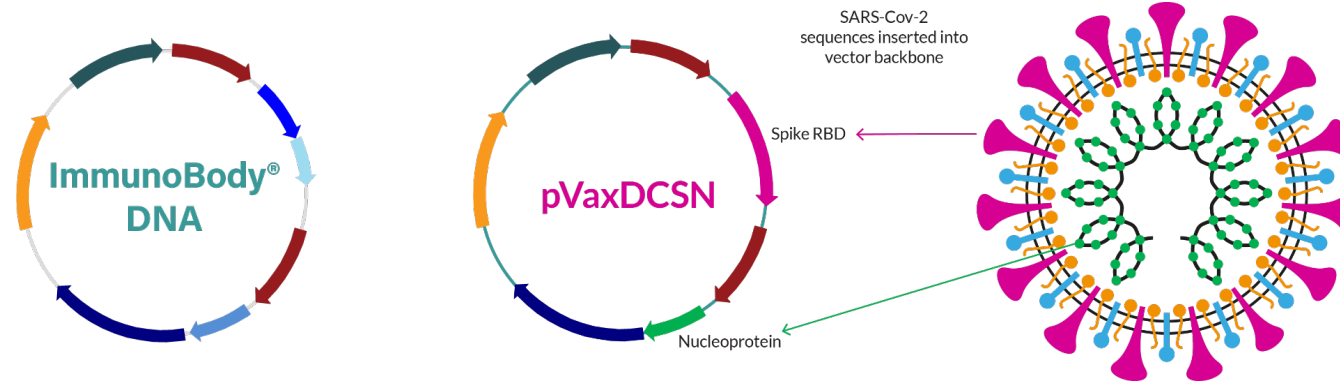 ImmunoBody®
DNA
pVaxDCSN
SARS-Cov-2
sequences inserted into
vector backbone
Spike RBD
Nucleoprotein